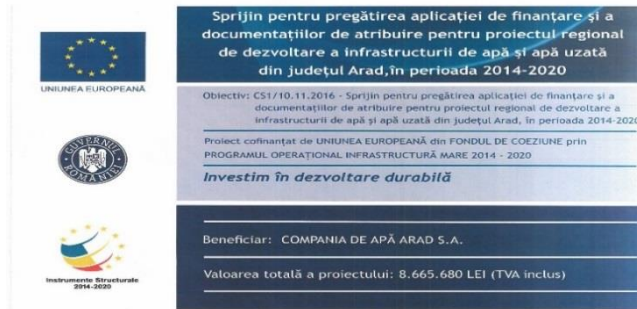 Sprijin pentru pregătirea aplicației de finanțare și a
documentațiilor de atribuire pentru proiectul regional
de dezvoltare a infrastructurii de apă și apă uzată
din județul Arad,în perioada 2014-2020
UNIUNEA EUROPEANĂ
Obiectiv: CS1/10.11.2016 - Sprijin pentru pregătirea aplicației de finanțare și a
documentațiilor de atribuire pentru proiectul regional de dezvoltare a
infrastructurii de apă și apă uzată din județul Arad, în perioada 2014-2020
GUVERNUL ROMÂNIEI
Proiect cofinanțat de UNIUNEA EUROPEANĂ din FONDUL DE COEZIUNE prin
PROGRAMUL OPERAȚIONAL INFRASTRUCTURĂ MARE 2014 - 2020
Investim în dezvoltare durabilă
Beneficiar: COMPANIA DE APĂ ARAD S.A.
Valoarea totală a proiectului: 8.665.680 LEI (TVA inclus)
Instrumente Structurale
2014-2020